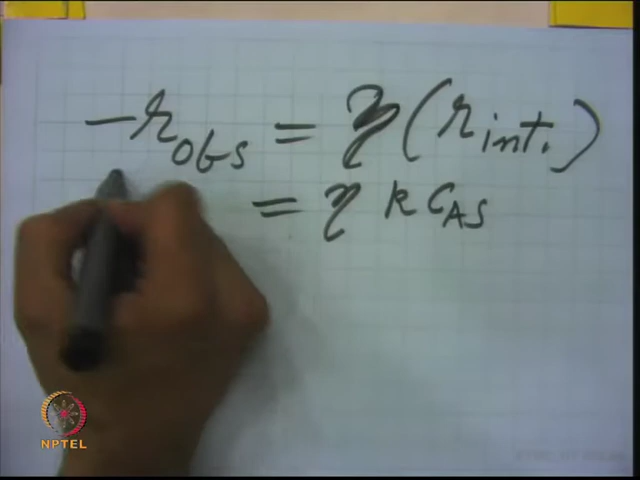 -r_obs = η(r_int.)
= η k C_AS
NPTEL